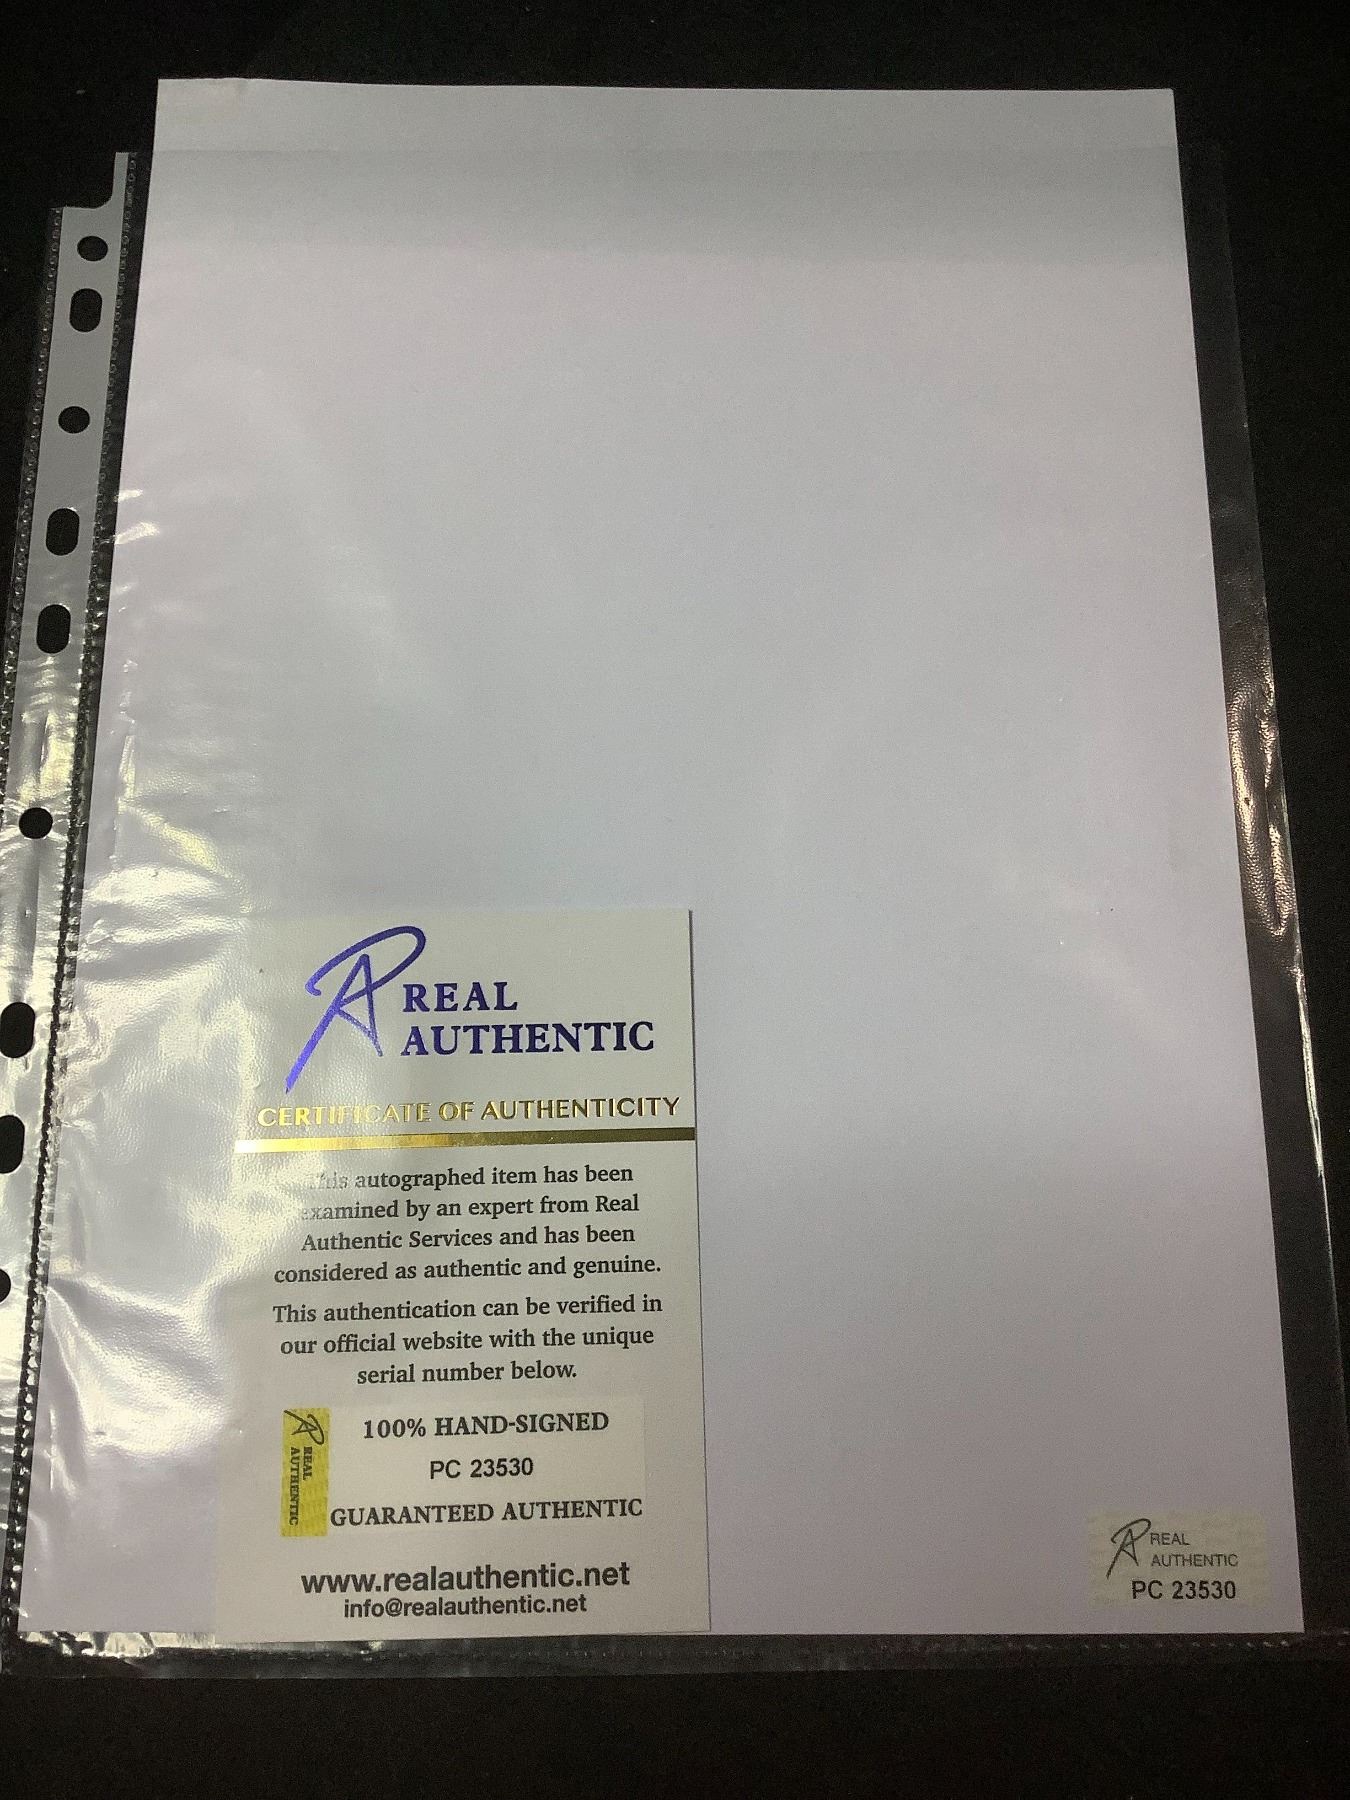 REAL
AUTHENTIC
CERTIFICATE OF AUTHENTICITY
This autographed item has been
examined by an expert from Real
Authentic Services and has been
considered as authentic and genuine.
This authentication can be verified in
our official website with the unique
serial number below.
REAL
AUTHENTIC
100% HAND-SIGNED
PC 23530
GUARANTEED AUTHENTIC
www.realauthentic.net
info@realauthentic.net
REAL
AUTHENTIC
PC 23530